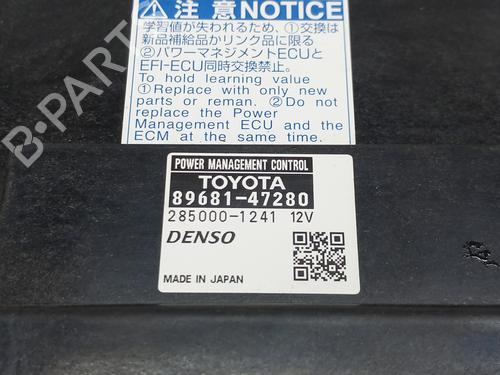 注意NOTICE
学習値が失われるため、①交換は
新品補給品かリンク品に限る
②パワーマネジメントECUと
EFI-ECU同時交換禁止。
To hold learning value
①Replace with only new
parts or reman. ②Do not
replace the Power
Management ECU and the
ECM at the same time.
POWER MANAGEMENT CONTROL
TOYOTA
89681-47280
285000-1241 12V
DENSO
MADE IN JAPAN
B-PARTS